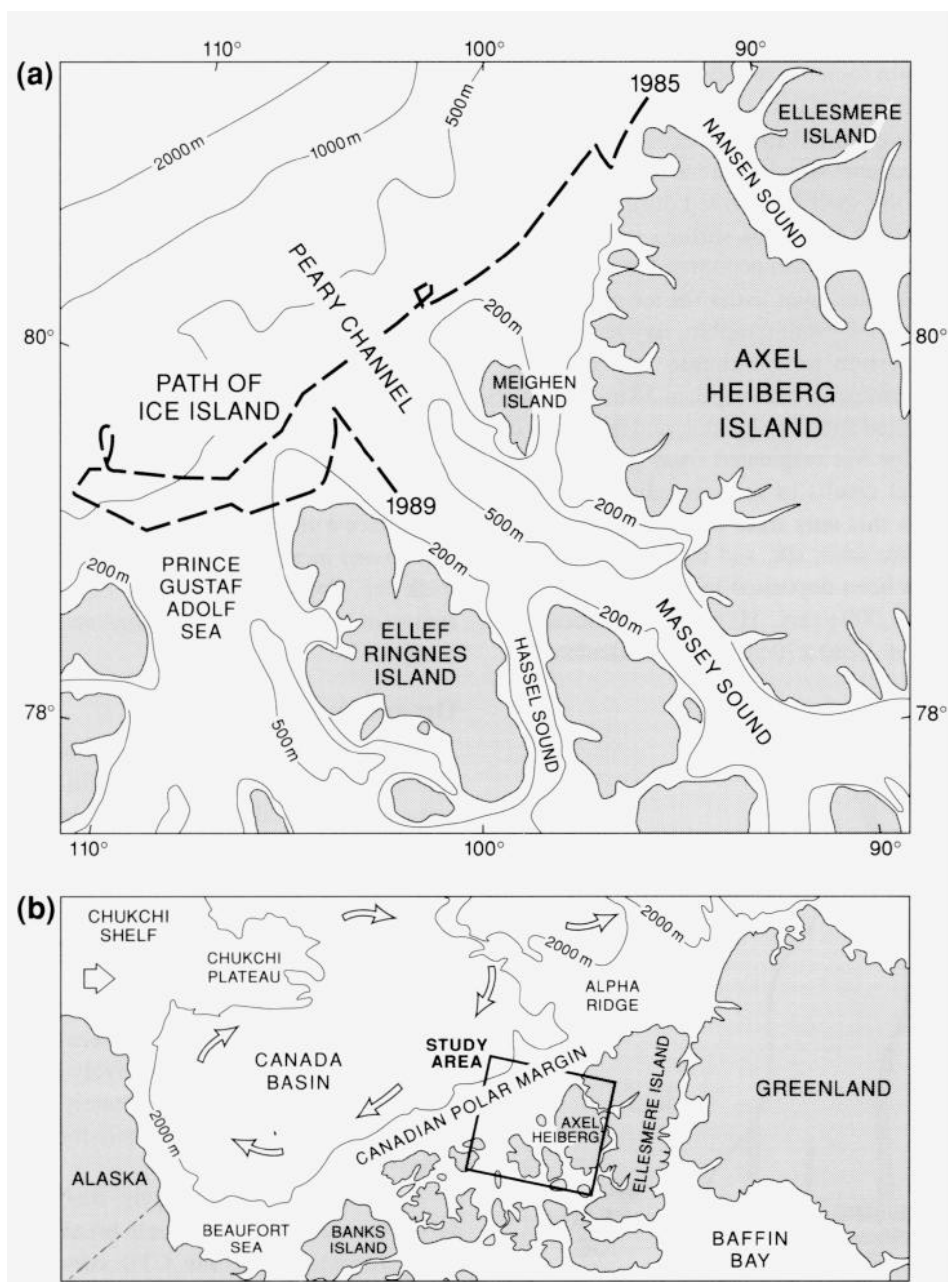 (a)
110°
100°
90°
1985
ELLESMERE
ISLAND
NANSEN SOUND
2000 m
1000 m
500 m
PEARY CHANNEL
80°
80°
200 m
MEIGHEN
ISLAND
AXEL
HEIBERG
ISLAND
PATH OF
ICE ISLAND
1989
200 m
500 m
200 m
200 m
PRINCE
GUSTAF
ADOLF
SEA
200 m
MASSEY SOUND
ELLEF
RINGNES
ISLAND
HASSEL SOUND
78°
78°
500 m
110°
100°
90°
(b)
CHUKCHI
SHELF
CHUKCHI
PLATEAU
2000 m
2000 m
ALPHA
RIDGE
STUDY
AREA
CANADA
BASIN
CANADIAN POLAR MARGIN
2000 m
AXEL
HEIBERG
ELLESMERE ISLAND
GREENLAND
ALASKA
BEAUFORT
SEA
BANKS
ISLAND
BAFFIN
BAY